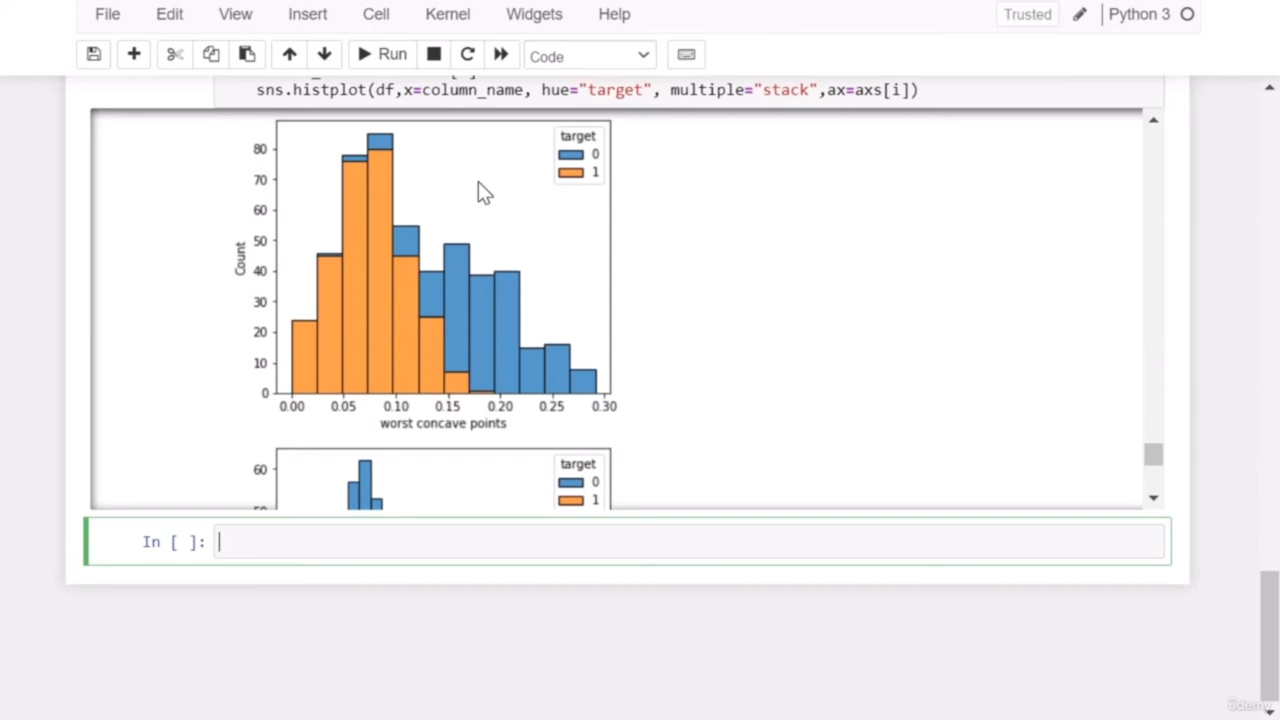 File Edit View Insert Cell Kernel Widgets Help Trusted Python 3
Run Code
sns.histplot(df,x=column_name, hue="target", multiple="stack",ax=axs[i])
target
0
1
80
70
60
50
40
30
20
10
0
Count
0.00 0.05 0.10 0.15 0.20 0.25 0.30
worst concave points
target
60
0
1
In [ ]:
ûdemy